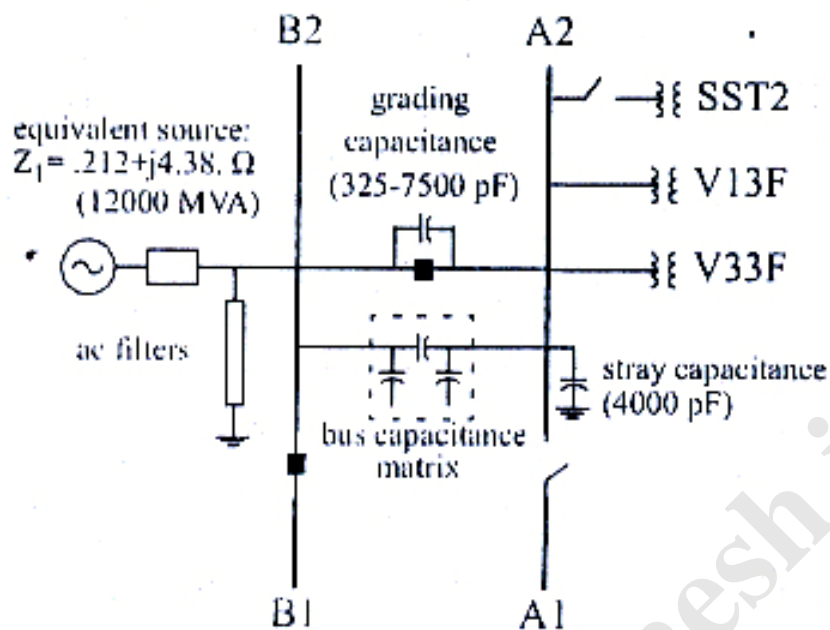 B2
A2
grading
capacitance
(325-7500 pF)
SST2
equivalent source:
Z1= .212+j4.38. Ω
(12000 MVA)
V13F
V33F
ac filters
stray capacitance
(4000 pF)
bus capacitance
matrix
B1
A1